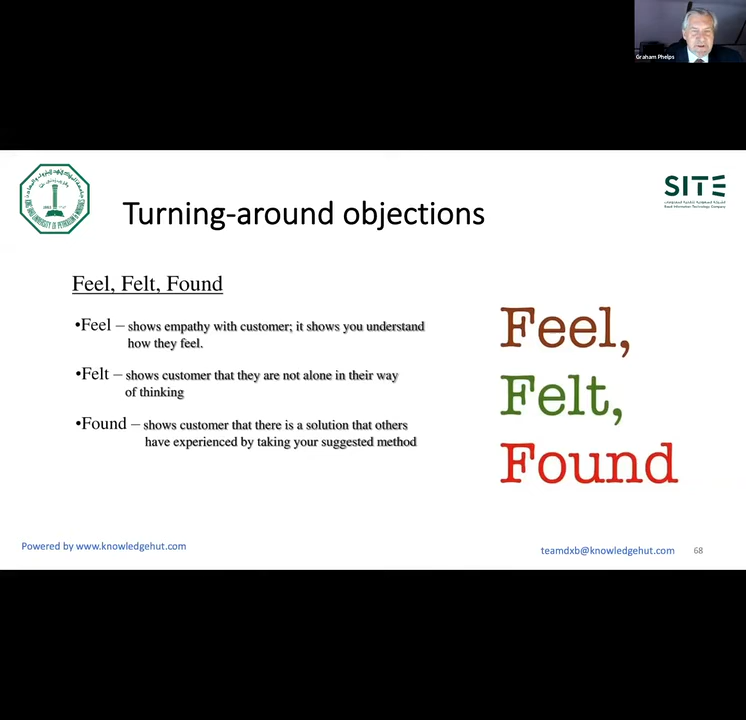 Graham Phelps
SITE
Turning-around objections
Feel, Felt, Found
•Feel – shows empathy with customer; it shows you understand
how they feel.
•Felt – shows customer that they are not alone in their way
of thinking
•Found – shows customer that there is a solution that others
have experienced by taking your suggested method
Feel,
Felt,
Found
Powered by www.knowledgehut.com
teamdxb@knowledgehut.com 68